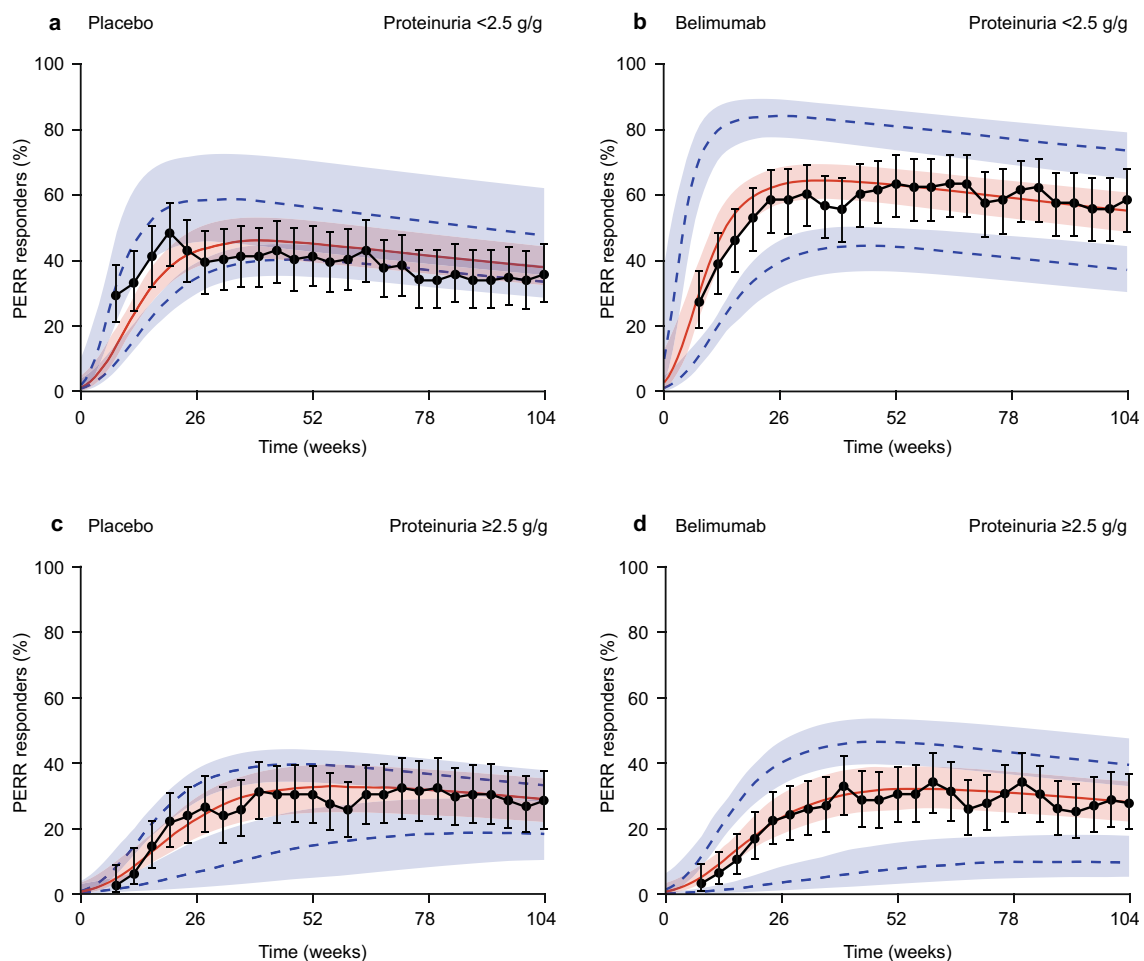 a Placebo Proteinuria <2.5 g/g
100
80
60
40
20
0
PERR responders (%)
0 26 52 78 104
Time (weeks)
b Belimumab Proteinuria <2.5 g/g
100
80
60
40
20
0
PERR responders (%)
0 26 52 78 104
Time (weeks)
c Placebo Proteinuria ≥2.5 g/g
100
80
60
40
20
0
PERR responders (%)
0 26 52 78 104
Time (weeks)
d Belimumab Proteinuria ≥2.5 g/g
100
80
60
40
20
0
PERR responders (%)
0 26 52 78 104
Time (weeks)